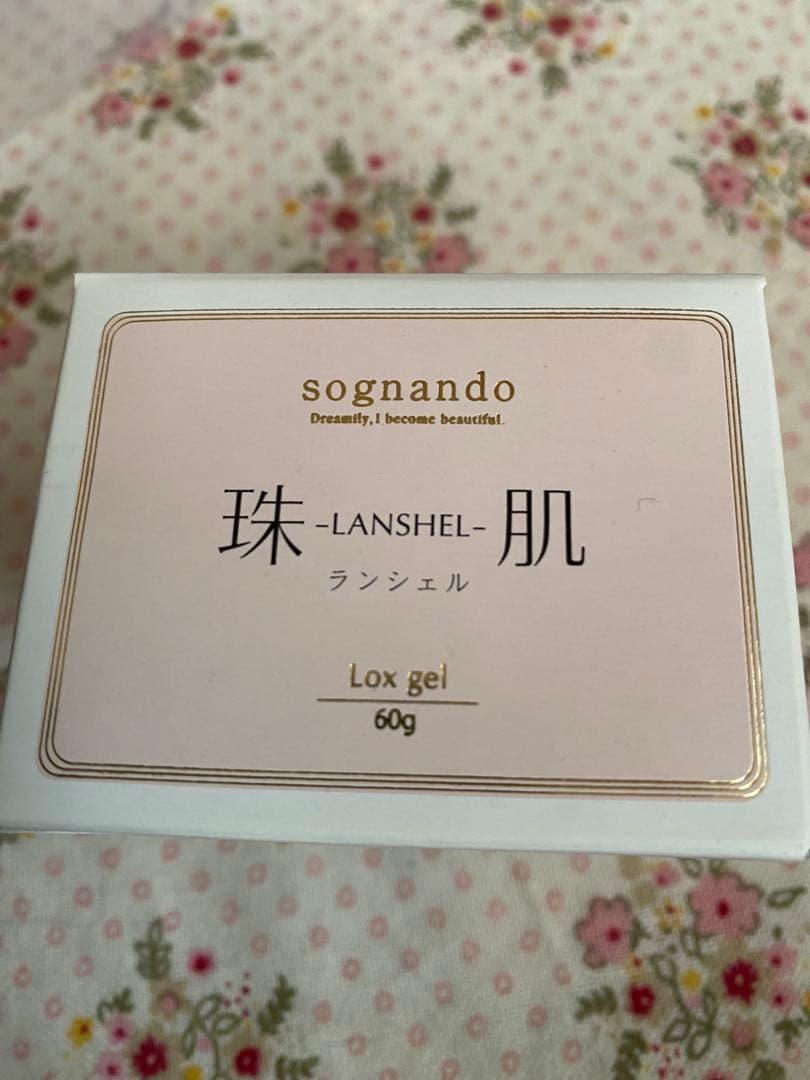 sognando
Dreamily, I become beautiful.
珠 -LANSHEL- 肌
ランシェル
Lox gel
60g